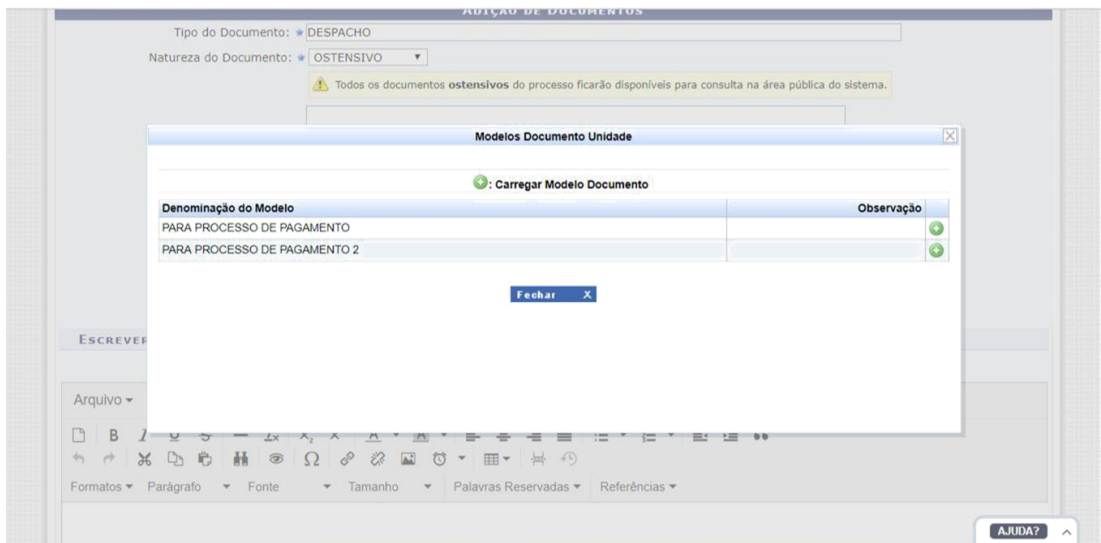 ADIÇÃO DE DOCUMENTOS
Tipo do Documento: ★ DESPACHO
Natureza do Documento: ★ OSTENSIVO ▼
Todos os documentos ostensivos do processo ficarão disponíveis para consulta na área pública do sistema.
Modelos Documento Unidade
: Carregar Modelo Documento
Denominação do Modelo Observação
PARA PROCESSO DE PAGAMENTO
PARA PROCESSO DE PAGAMENTO 2
Fechar X
ESCREVER
Arquivo
Formatos Parágrafo Fonte Tamanho Palavras Reservadas Referências
AJUDA?